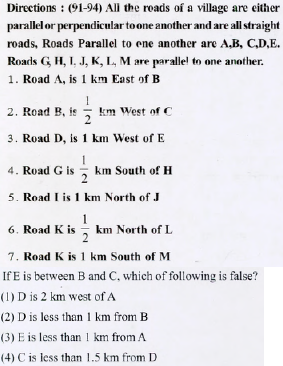 Directions : (91-94) All the roads of a village are either
parallel or perpendicular to one another and are all straight
roads, Roads Parallel to one another are A,B, C,D,E.
Roads G, H, I, J, K, L, M are parallel to one another.
1. Road A, is 1 km East of B
2. Road B, is 1/2 km West of C
3. Road D, is 1 km West of E
4. Road G is 1/2 km South of H
5. Road I is 1 km North of J
6. Road K is 1/2 km North of L
7. Road K is 1 km South of M
If E is between B and C, which of following is false?
(1) D is 2 km west of A
(2) D is less than 1 km from B
(3) E is less than 1 km from A
(4) C is less than 1.5 km from D